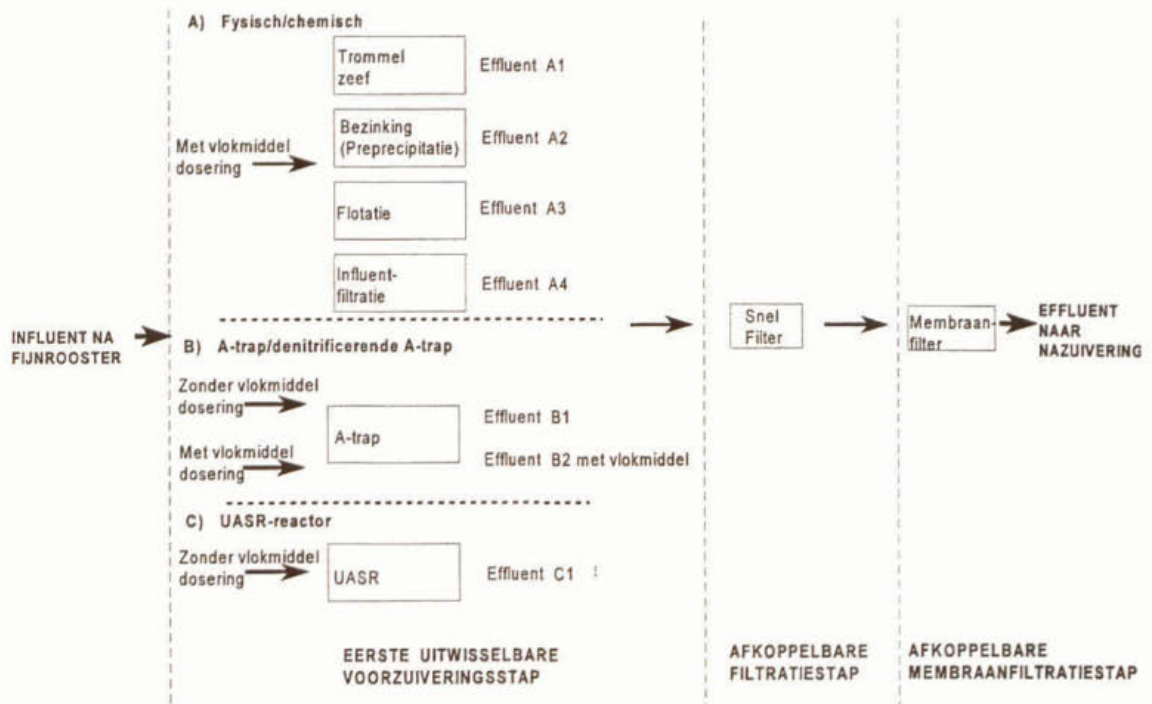 A) Fysisch/chemisch
Trommel
zeef
Effluent A1
Bezinking
(Preprecipitatie)
Effluent A2
Met vlokmiddel
dosering
Flotatie
Effluent A3
Influent-
filtratie
Effluent A4
INFLUENT NA
FIJNROOSTER
B) A-trap/denitrificerende A-trap
Zonder vlokmiddel
dosering
A-trap
Effluent B1
Met vlokmiddel
dosering
Effluent B2 met vlokmiddel
C) UASR-reactor
Zonder vlokmiddel
dosering
UASR
Effluent C1
Snel
Filter
Membraan-
filter
EFFLUENT
NAAR
NAZUIVERING
EERSTE UITWISSELBARE
VOORZUIVERINGSSTAP
AFKOPPELBARE
FILTRATIESTAP
AFKOPPELBARE
MEMBRAANFILTRATIESTAP